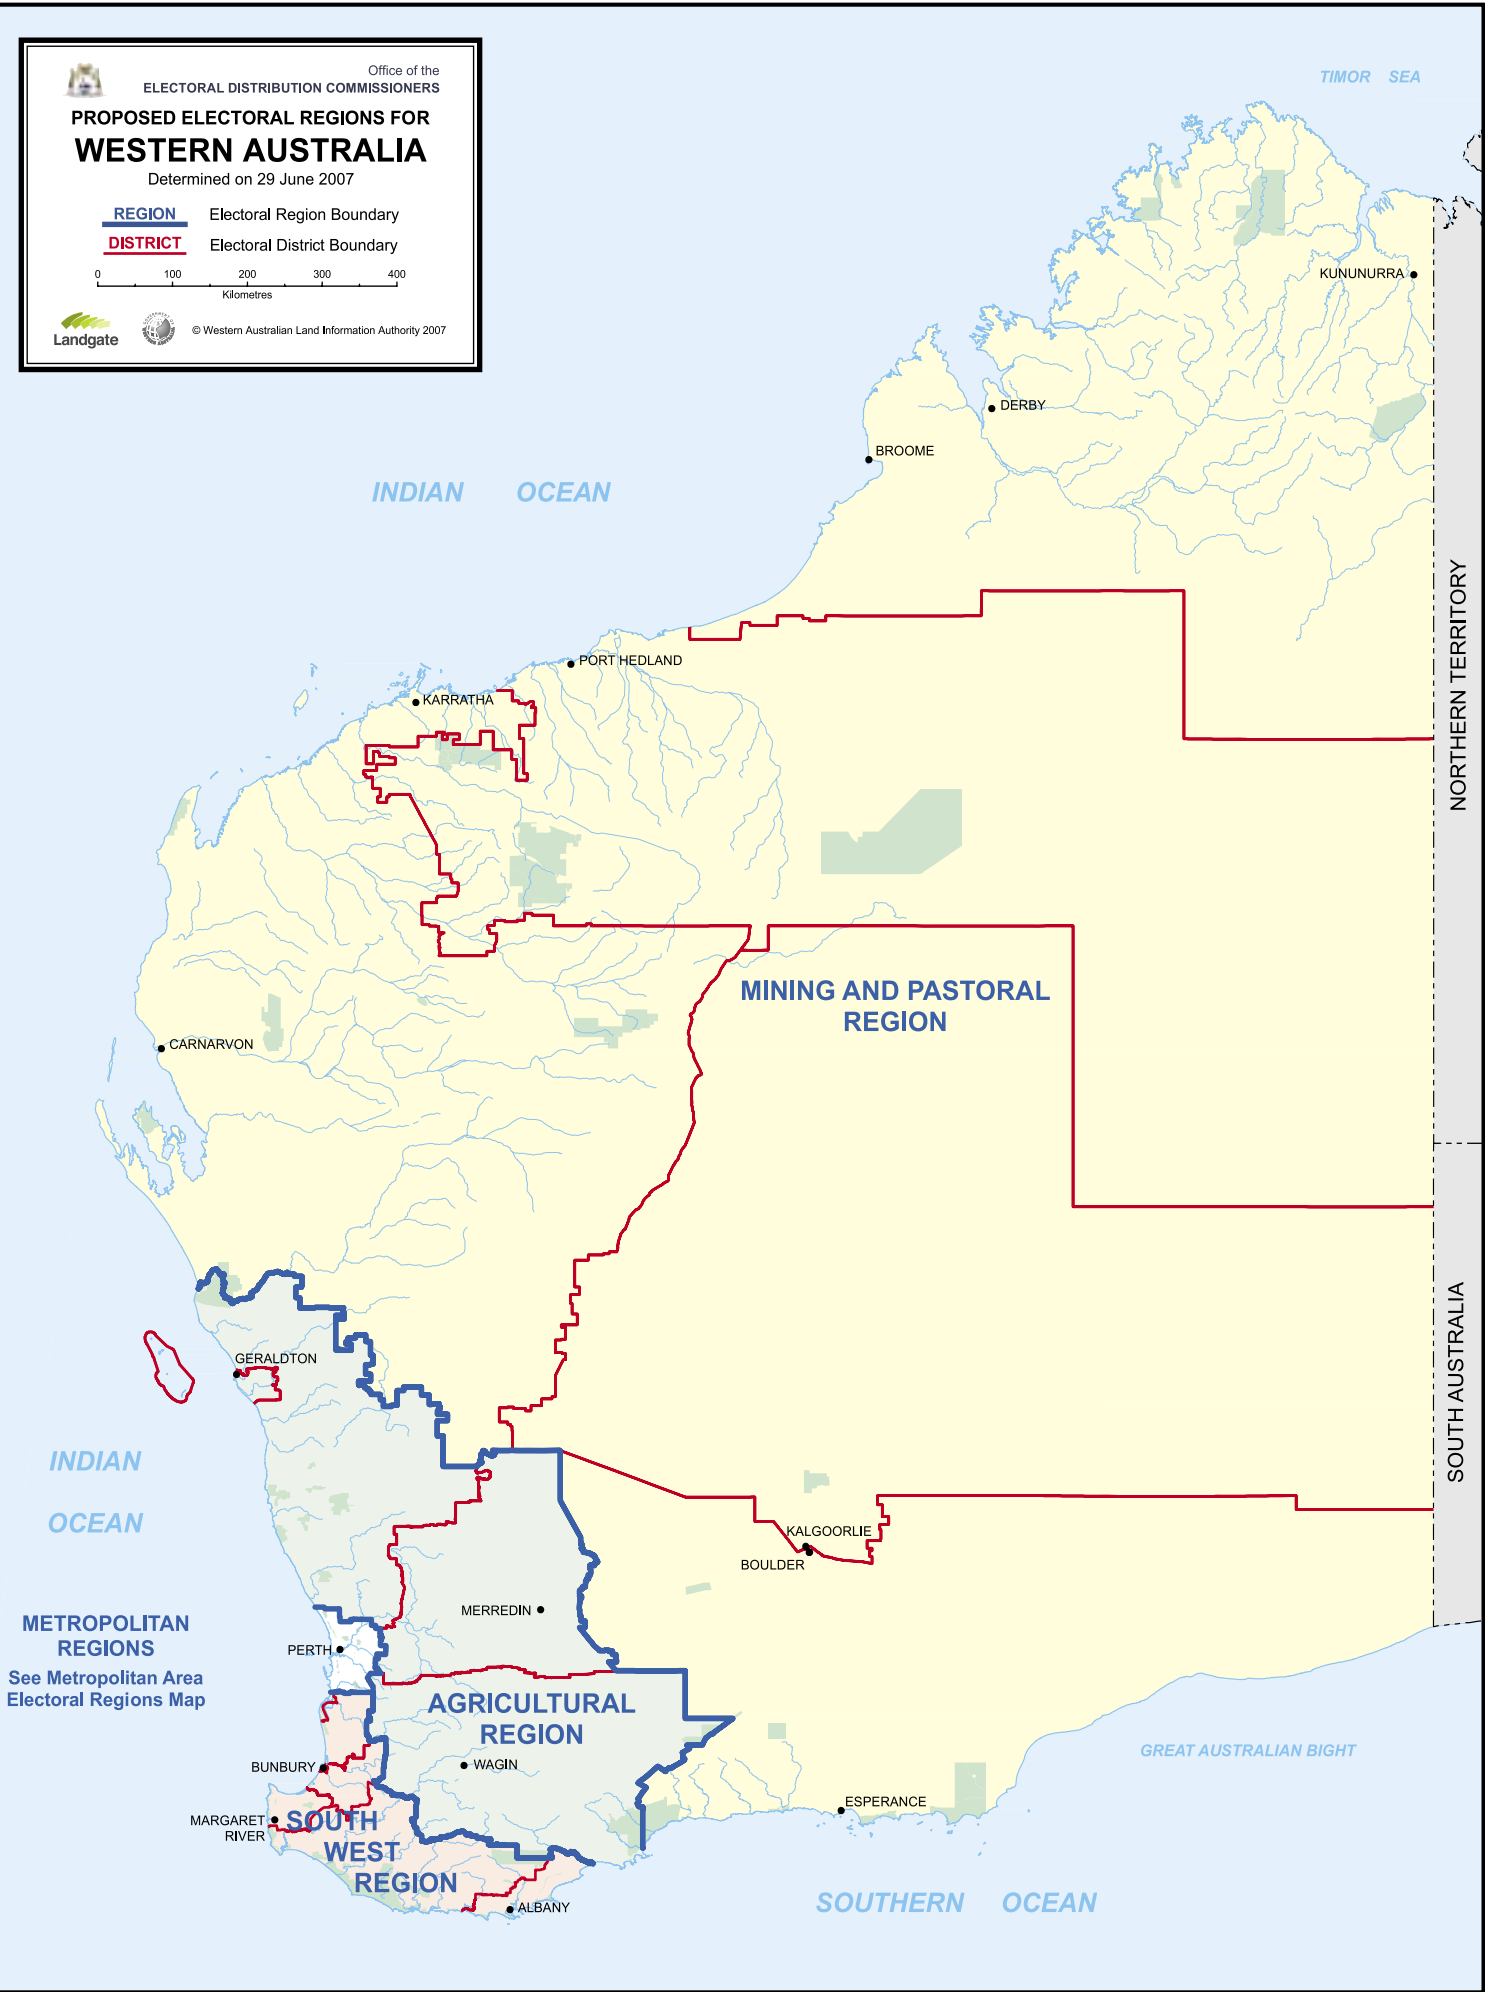 Office of the
ELECTORAL DISTRIBUTION COMMISSIONERS
PROPOSED ELECTORAL REGIONS FOR
WESTERN AUSTRALIA
Determined on 29 June 2007
REGION Electoral Region Boundary
DISTRICT Electoral District Boundary
0 100 200 300 400
Kilometres
Landgate
© Western Australian Land Information Authority 2007
TIMOR SEA
KUNUNURRA
DERBY
BROOME
INDIAN OCEAN
NORTHERN TERRITORY
PORT HEDLAND
KARRATHA
MINING AND PASTORAL
REGION
CARNARVON
SOUTH AUSTRALIA
GERALDTON
INDIAN
OCEAN
KALGOORLIE
BOULDER
MERREDIN
METROPOLITAN
REGIONS
See Metropolitan Area
Electoral Regions Map
PERTH
AGRICULTURAL
REGION
WAGIN
BUNBURY
GREAT AUSTRALIAN BIGHT
ESPERANCE
MARGARET
RIVER
SOUTH
WEST
REGION
ALBANY
SOUTHERN OCEAN